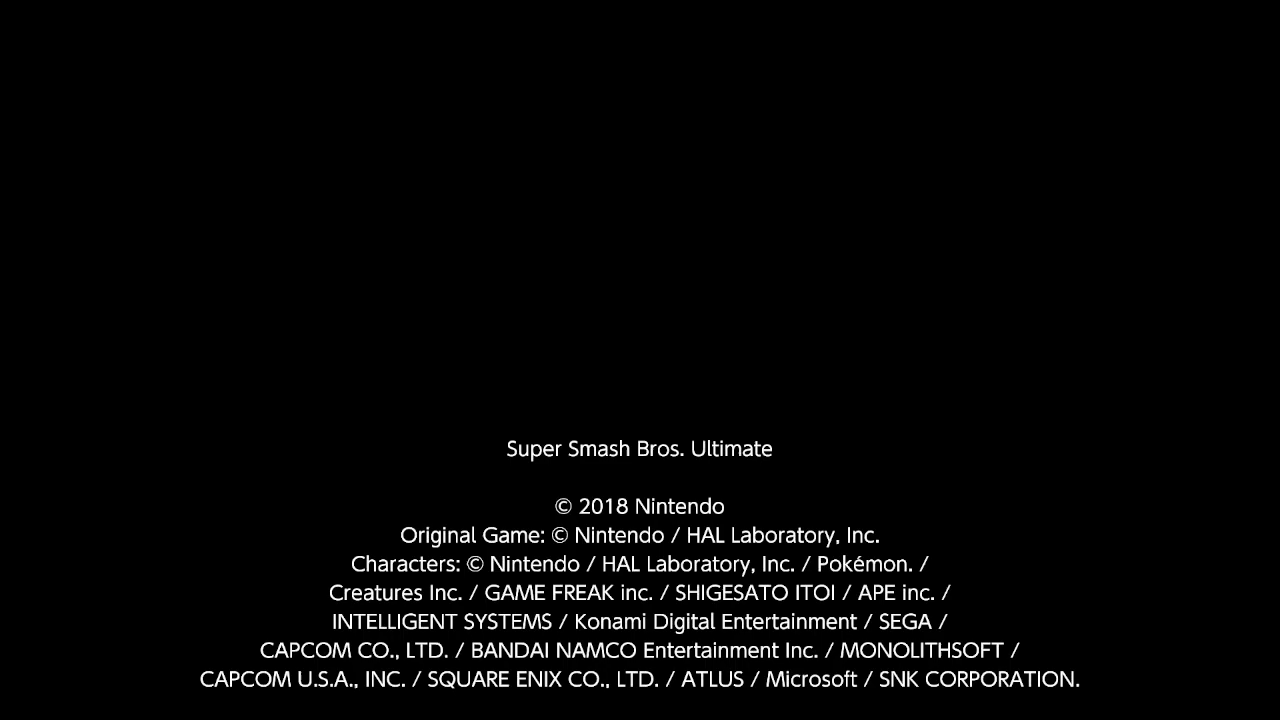 Super Smash Bros. Ultimate
© 2018 Nintendo
Original Game: © Nintendo / HAL Laboratory, Inc.
Characters: © Nintendo / HAL Laboratory, Inc. / Pokémon. /
Creatures Inc. / GAME FREAK inc. / SHIGESATO ITOI / APE inc. /
INTELLIGENT SYSTEMS / Konami Digital Entertainment / SEGA /
CAPCOM CO., LTD. / BANDAI NAMCO Entertainment Inc. / MONOLITHSOFT /
CAPCOM U.S.A., INC. / SQUARE ENIX CO., LTD. / ATLUS / Microsoft / SNK CORPORATION.